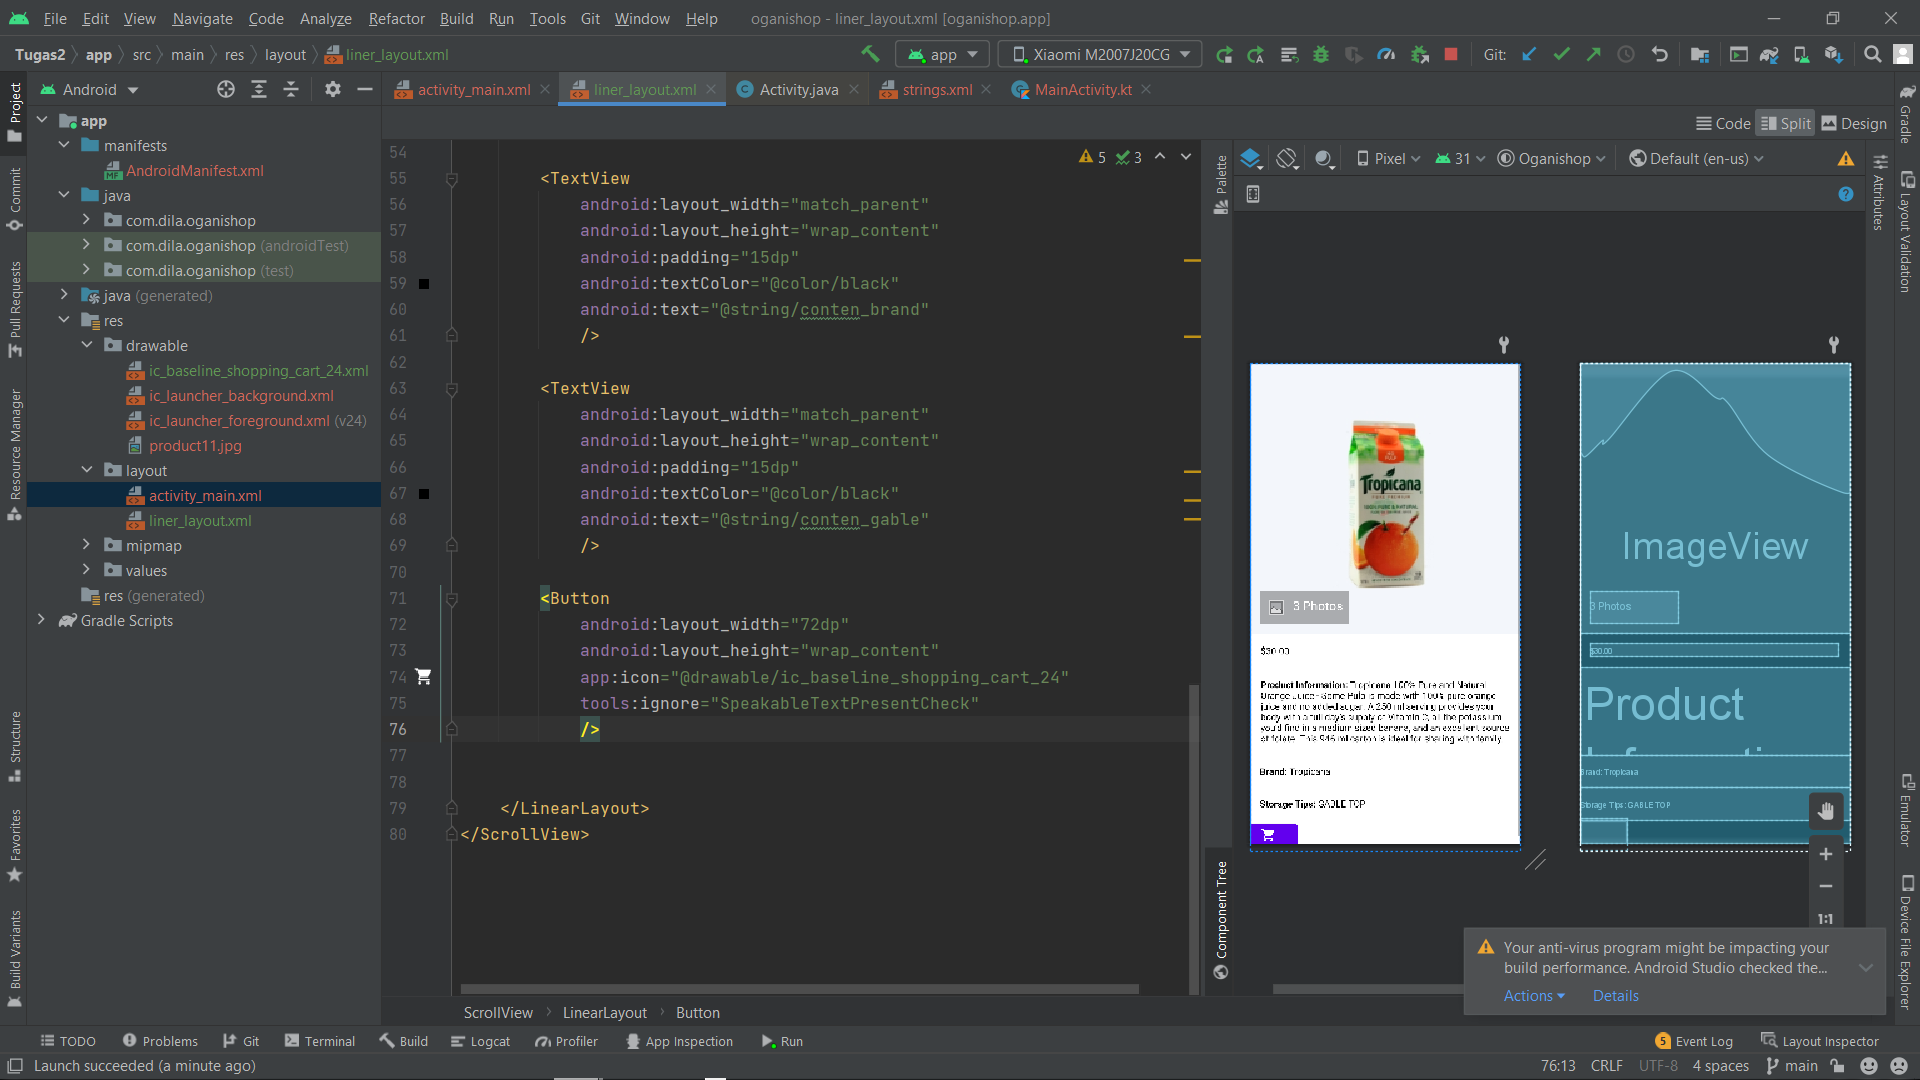 File Edit View Navigate Code Analyze Refactor Build Run Tools Git Window Help oganishop - liner_layout.xml [oganishop.app]
Tugas2 app src main res layout liner_layout.xml app Xiaomi M2007J20CG Git:
Project
Commit
Pull Requests
Resource Manager
Structure
Favorites
Build Variants
Android
app
manifests
AndroidManifest.xml
java
com.dila.oganishop
com.dila.oganishop (androidTest)
com.dila.oganishop (test)
java (generated)
res
drawable
ic_baseline_shopping_cart_24.xml
ic_launcher_background.xml
ic_launcher_foreground.xml (v24)
product11.jpg
layout
activity_main.xml
liner_layout.xml
mipmap
values
res (generated)
Gradle Scripts
activity_main.xml liner_layout.xml Activity.java strings.xml MainActivity.kt
Code Split Design
5 3
54
55 <TextView
56 android:layout_width="match_parent"
57 android:layout_height="wrap_content"
58 android:padding="15dp"
59 android:textColor="@color/black"
60 android:text="@string/conten_brand"
61 />
62
63 <TextView
64 android:layout_width="match_parent"
65 android:layout_height="wrap_content"
66 android:padding="15dp"
67 android:textColor="@color/black"
68 android:text="@string/conten_gable"
69 />
70
71 <Button
72 android:layout_width="72dp"
73 android:layout_height="wrap_content"
74 app:icon="@drawable/ic_baseline_shopping_cart_24"
75 tools:ignore="SpeakableTextPresentCheck"
76 />
77
78
79 </LinearLayout>
80 </ScrollView>
ScrollView LinearLayout Button
Palette
Component Tree
Pixel 31 Oganishop Default (en-us)
Tropicana
3 Photos
$30.00
Product Information: Tropicana 100% Pure and Natural
Orange Juice - Some Pulp is made with 100% pure orange
juice and no added sugar. A 250 ml serving provides your
body with a full day's supply of Vitamin C, all the potassium
you'd find in a medium sized banana, and an excellent source
of folate. This 946 ml carton is ideal for sharing with family
Brand: Tropicana
Storage Tips: GABLE TOP
ImageView
3 Photos
$30.00
Product
Brand: Tropicana
Storage Tips: GABLE TOP
1:1
Attributes
Gradle
Layout Validation
Emulator
Device File Explorer
Your anti-virus program might be impacting your
build performance. Android Studio checked the...
Actions Details
TODO Problems Git Terminal Build Logcat Profiler App Inspection Run 5 Event Log Layout Inspector
Launch succeeded (a minute ago) 76:13 CRLF UTF-8 4 spaces main